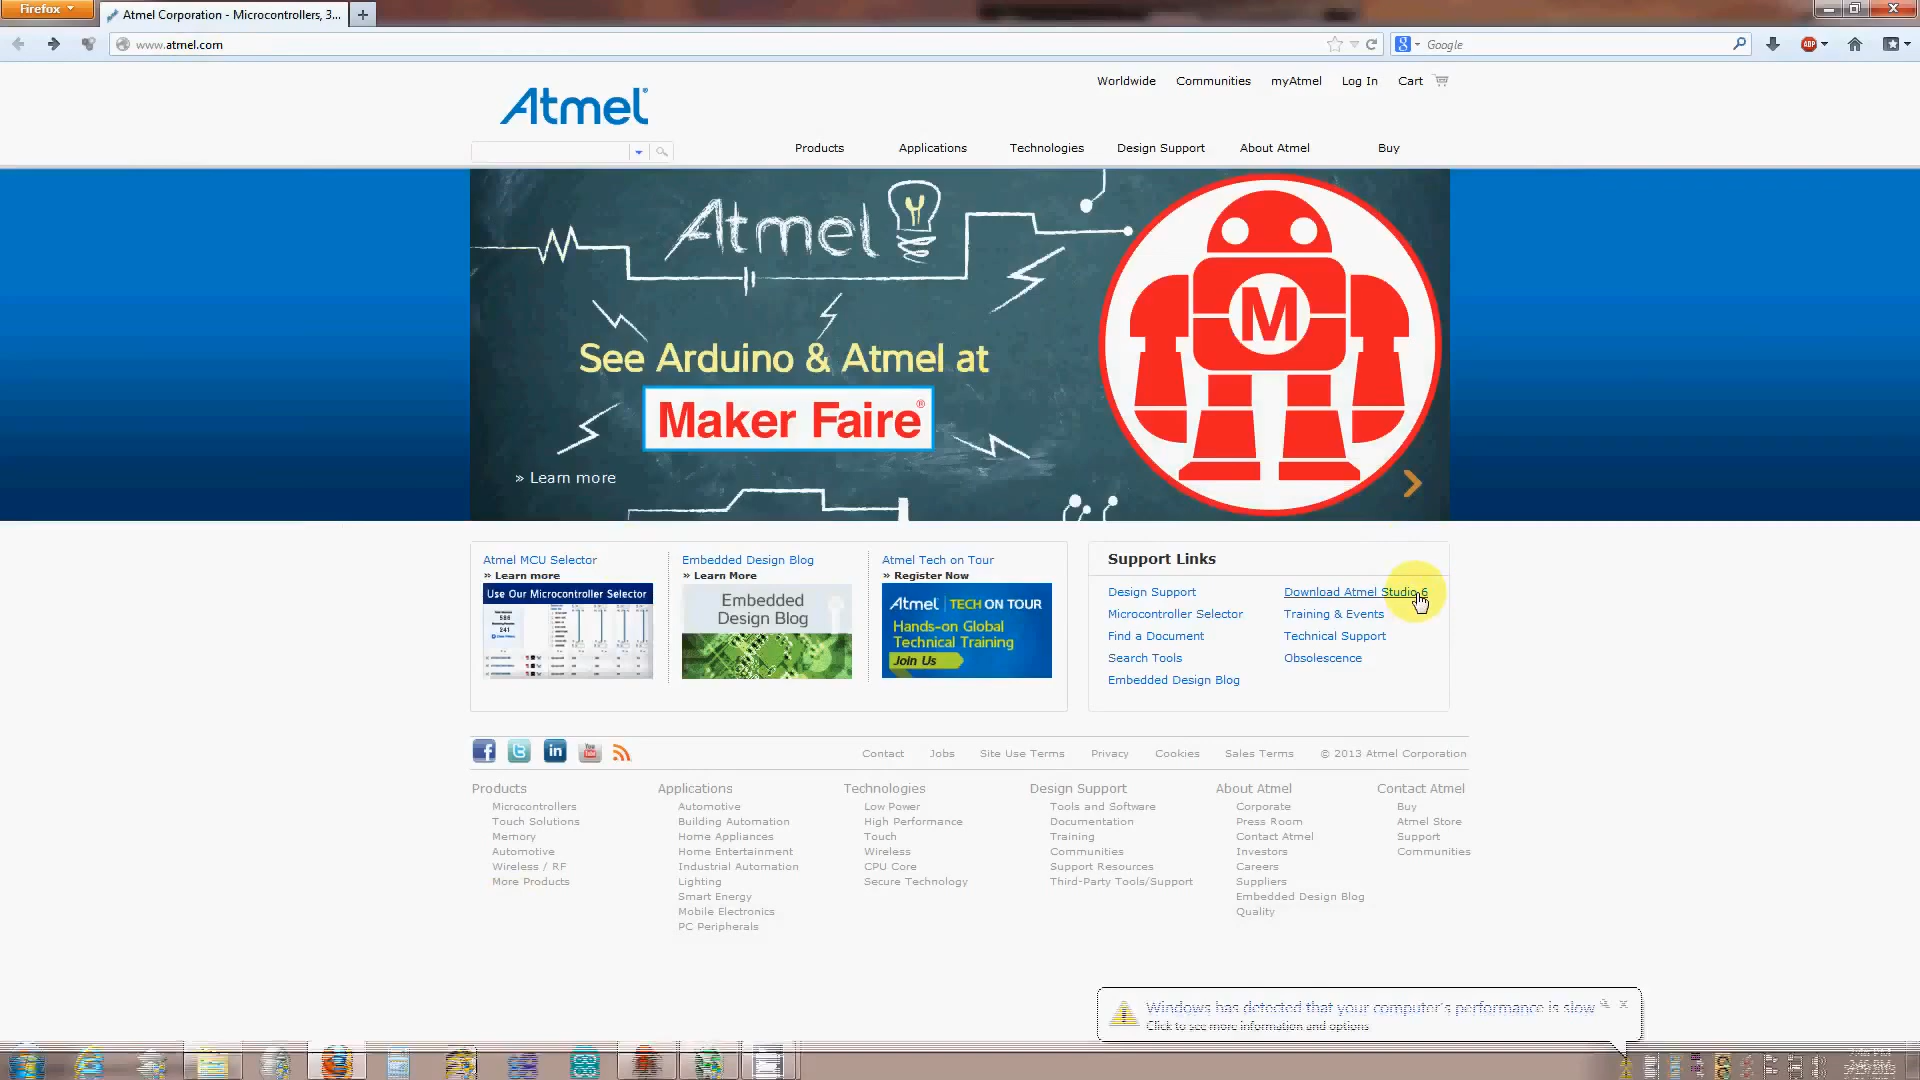 Firefox
Atmel Corporation - Microcontrollers, 3...
www.atmel.com
Google
ABP
Worldwide Communities myAtmel Log In Cart
Atmel
Products Applications Technologies Design Support About Atmel Buy
Atmel
M
See Arduino & Atmel at
Maker Faire®
» Learn more
Atmel MCU Selector
» Learn more
Use Our Microcontroller Selector
586
241
Embedded Design Blog
» Learn More
Embedded
Design Blog
Atmel Tech on Tour
» Register Now
Atmel TECH ON TOUR
Hands-on Global
Technical Training
Join Us
Support Links
Design Support Download Atmel Studio 6
Microcontroller Selector Training & Events
Find a Document Technical Support
Search Tools Obsolescence
Embedded Design Blog
Contact Jobs Site Use Terms Privacy Cookies Sales Terms © 2013 Atmel Corporation
Products
Microcontrollers
Touch Solutions
Memory
Automotive
Wireless / RF
More Products
Applications
Automotive
Building Automation
Home Appliances
Home Entertainment
Industrial Automation
Lighting
Smart Energy
Mobile Electronics
PC Peripherals
Technologies
Low Power
High Performance
Touch
Wireless
CPU Core
Secure Technology
Design Support
Tools and Software
Documentation
Training
Communities
Support Resources
Third-Party Tools/Support
About Atmel
Corporate
Press Room
Contact Atmel
Investors
Careers
Suppliers
Embedded Design Blog
Quality
Contact Atmel
Buy
Atmel Store
Support
Communities
Windows has detected that your computer's performance is slow
Click to see more information and options